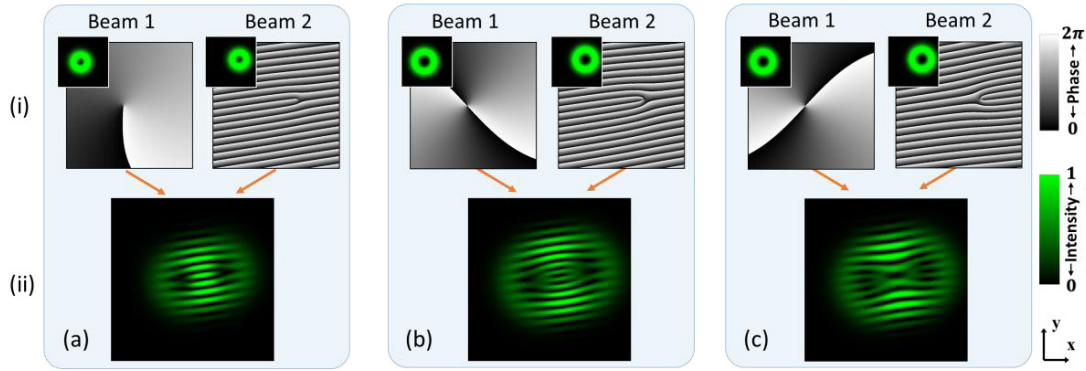 Beam 1 Beam 2 Beam 1 Beam 2 Beam 1 Beam 2
(i)
0 ←Phase→ 2π
(ii)
0 ←Intensity→ 1
(a) (b) (c)
y
x